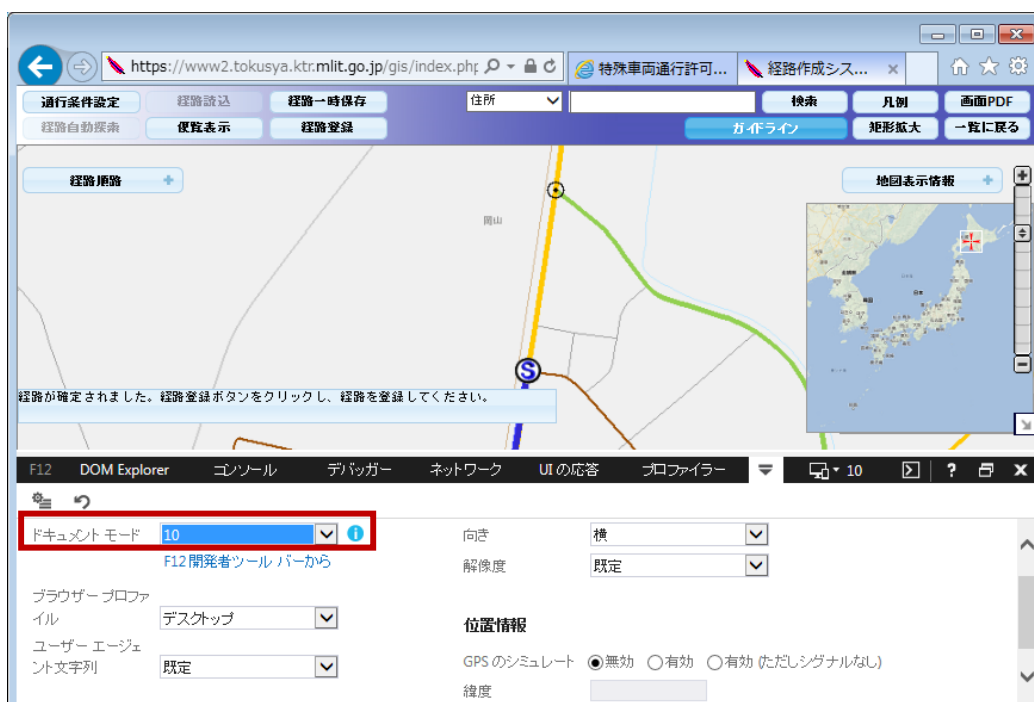 https://www2.tokusya.ktr.mlit.go.jp/gis/index.php
特殊車両通行許可...
経路作成シス...
通行条件設定
経路読込
経路一時保存
住所
検索
凡例
画面PDF
経路自動探索
便覧表示
経路登録
ガイドライン
矩形拡大
一覧に戻る
経路順路 +
地図表示情報 +
S
経路が確定されました。経路登録ボタンをクリックし、経路を登録してください。
F12 DOM Explorer コンソール デバッガー ネットワーク UI の応答 プロファイラー 10 ?
ドキュメント モード 10
F12 開発者ツール バーから
向き 横
解像度 既定
ブラウザー プロファ
イル デスクトップ
ユーザー エージェ
ント文字列 既定
位置情報
GPS のシミュレート 無効 有効 有効 (ただしシグナルなし)
緯度